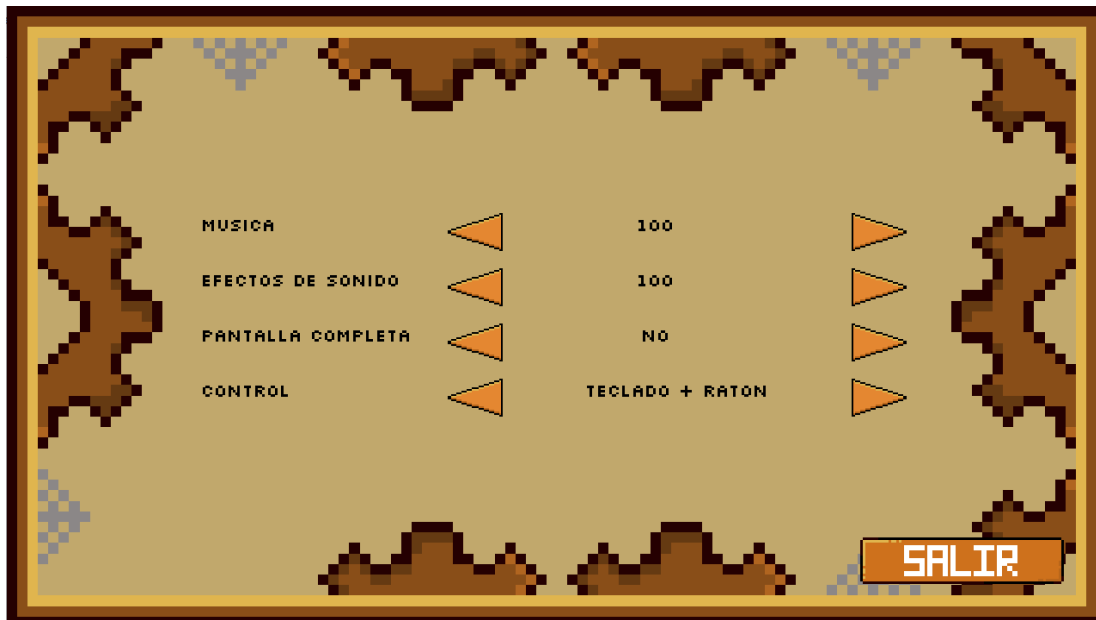 MUSICA 100
EFECTOS DE SONIDO 100
PANTALLA COMPLETA NO
CONTROL TECLADO + RATON
SALIR